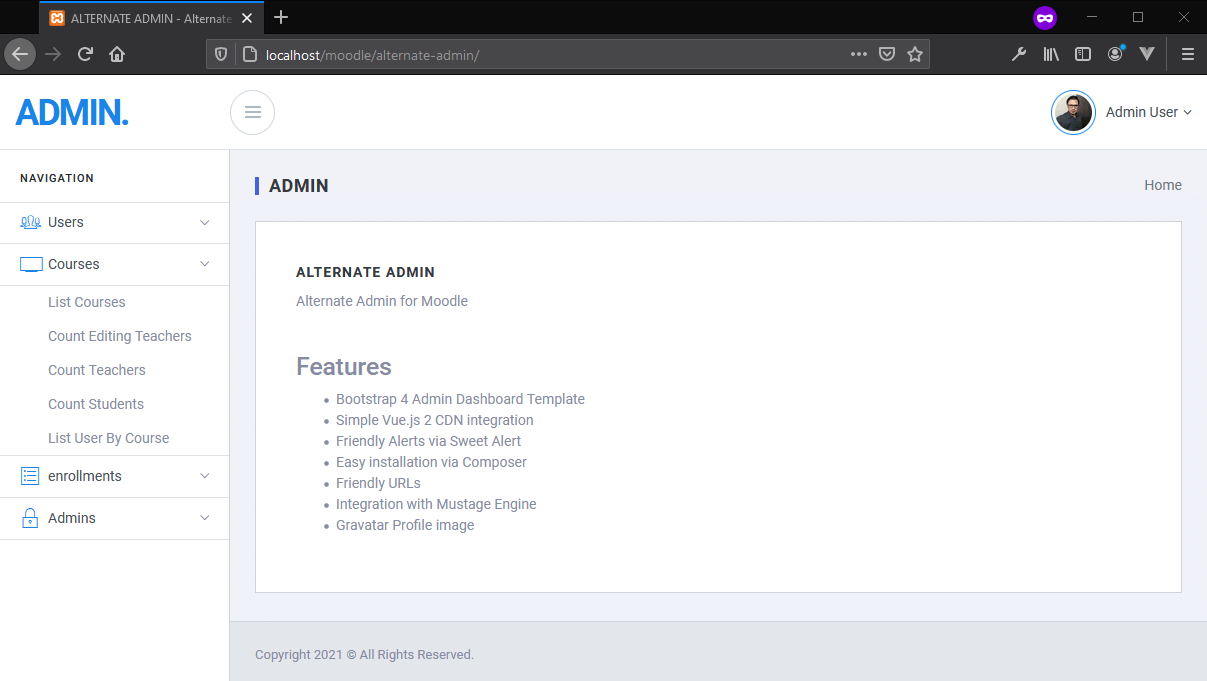 ALTERNATE ADMIN - Alternate
localhost/moodle/alternate-admin/
ADMIN.
Admin User
NAVIGATION
Users
Courses
List Courses
Count Editing Teachers
Count Teachers
Count Students
List User By Course
enrollments
Admins
ADMIN
Home
ALTERNATE ADMIN
Alternate Admin for Moodle
Features
Bootstrap 4 Admin Dashboard Template
Simple Vue.js 2 CDN integration
Friendly Alerts via Sweet Alert
Easy installation via Composer
Friendly URLs
Integration with Mustage Engine
Gravatar Profile image
Copyright 2021 © All Rights Reserved.